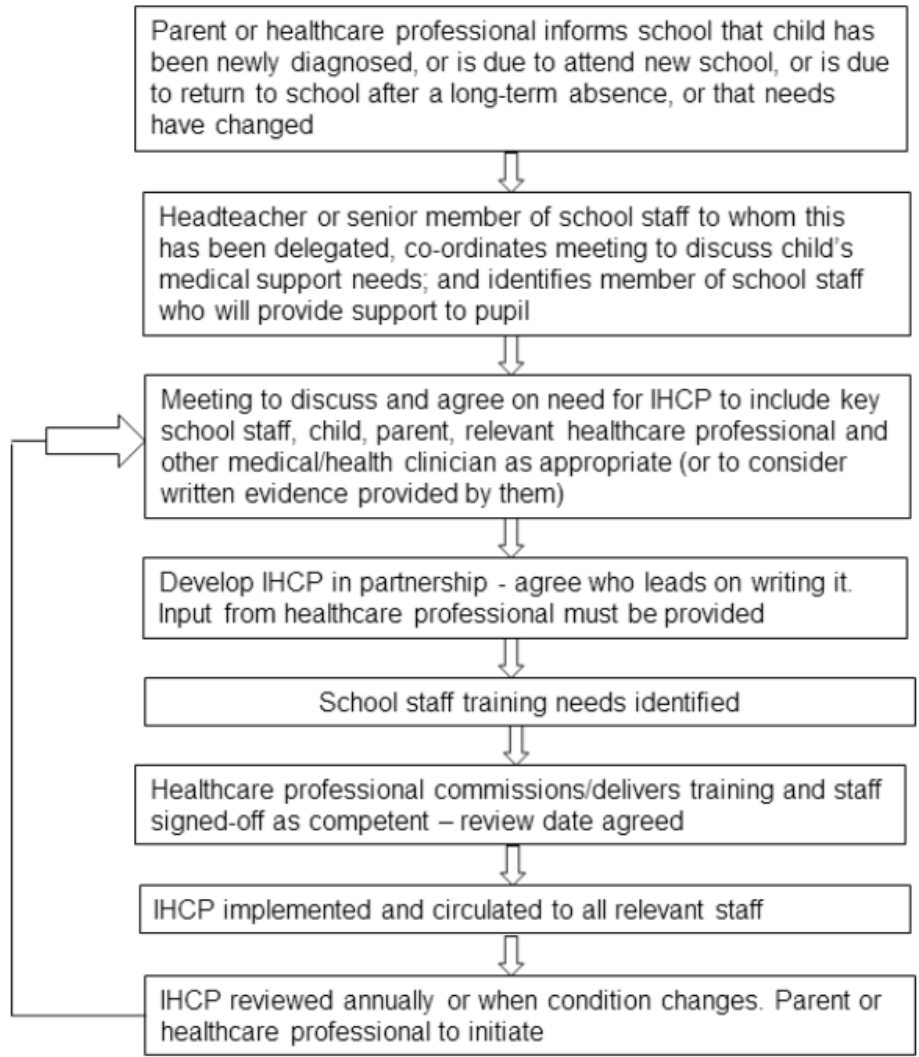 Parent or healthcare professional informs school that child has
been newly diagnosed, or is due to attend new school, or is due
to return to school after a long-term absence, or that needs
have changed
Headteacher or senior member of school staff to whom this
has been delegated, co-ordinates meeting to discuss child's
medical support needs; and identifies member of school staff
who will provide support to pupil
Meeting to discuss and agree on need for IHCP to include key
school staff, child, parent, relevant healthcare professional and
other medical/health clinician as appropriate (or to consider
written evidence provided by them)
Develop IHCP in partnership - agree who leads on writing it.
Input from healthcare professional must be provided
School staff training needs identified
Healthcare professional commissions/delivers training and staff
signed-off as competent – review date agreed
IHCP implemented and circulated to all relevant staff
IHCP reviewed annually or when condition changes. Parent or
healthcare professional to initiate